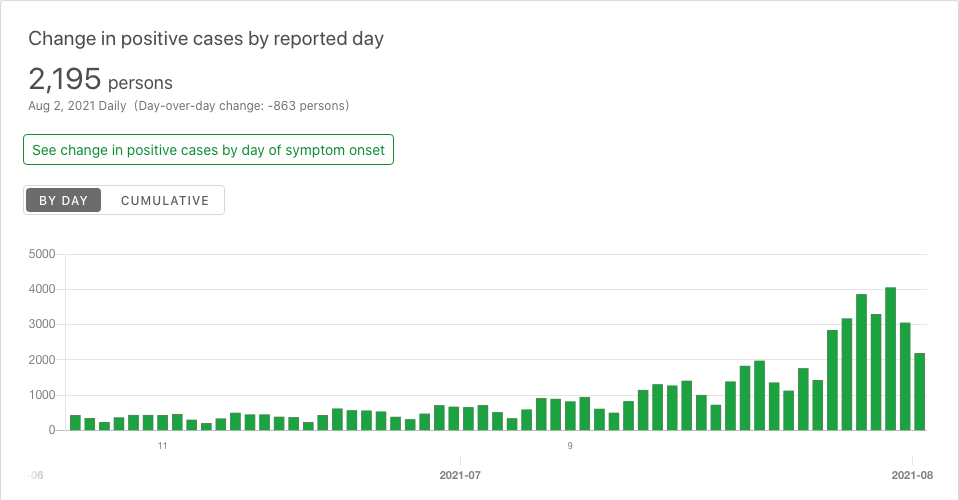 Change in positive cases by reported day
2,195 persons
Aug 2, 2021 Daily (Day-over-day change: -863 persons)
See change in positive cases by day of symptom onset
BY DAY CUMULATIVE
5000
4000
3000
2000
1000
0
11 9
-06 2021-07 2021-08